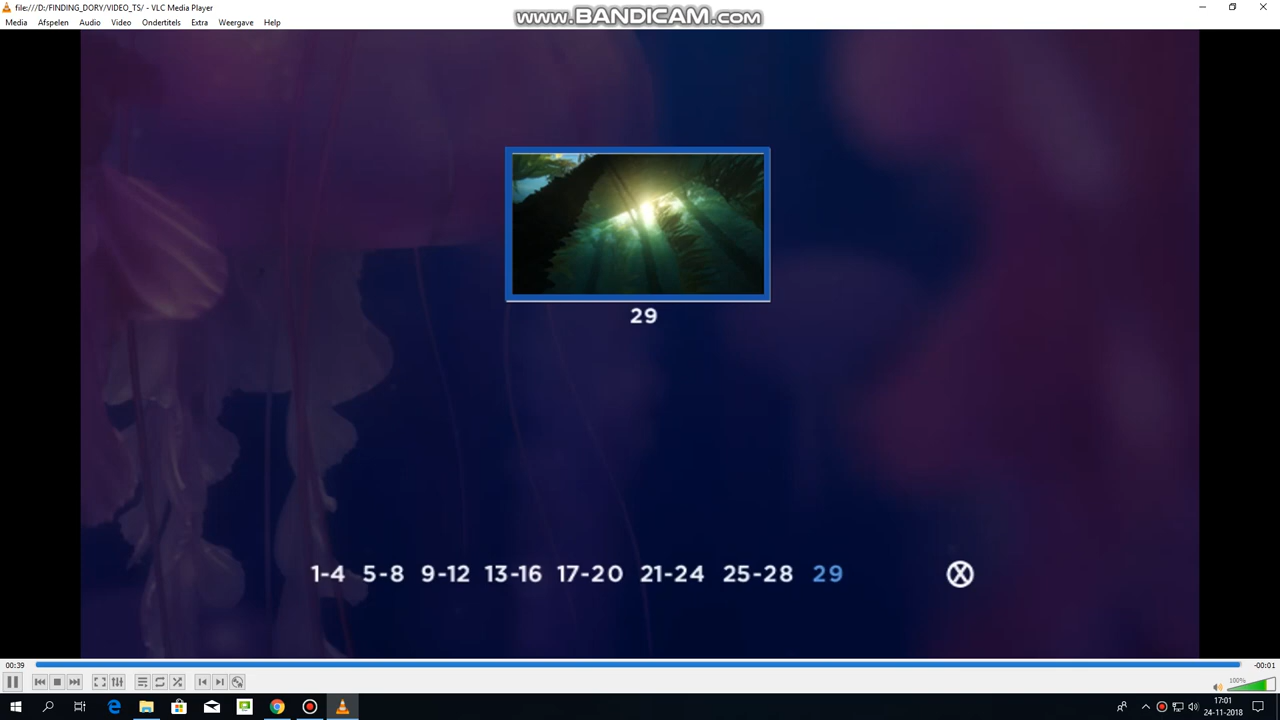 file:///D:/FINDING_DORY/VIDEO_TS/ - VLC Media Player
www.BANDICAM.com
Media Afspelen Audio Video Ondertitels Extra Weergave Help
29
1-4 5-8 9-12 13-16 17-20 21-24 25-28 29 X
00:39 -00:01
100%
17:01
24-11-2018